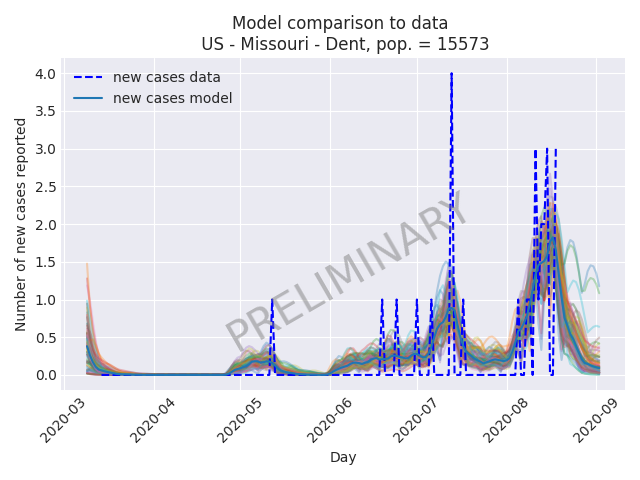 Model comparison to data
US - Missouri - Dent, pop. = 15573
new cases data
new cases model
PRELIMINARY
Number of new cases reported
4.0
3.5
3.0
2.5
2.0
1.5
1.0
0.5
0.0
2020-03
2020-04
2020-05
2020-06
2020-07
2020-08
2020-09
Day